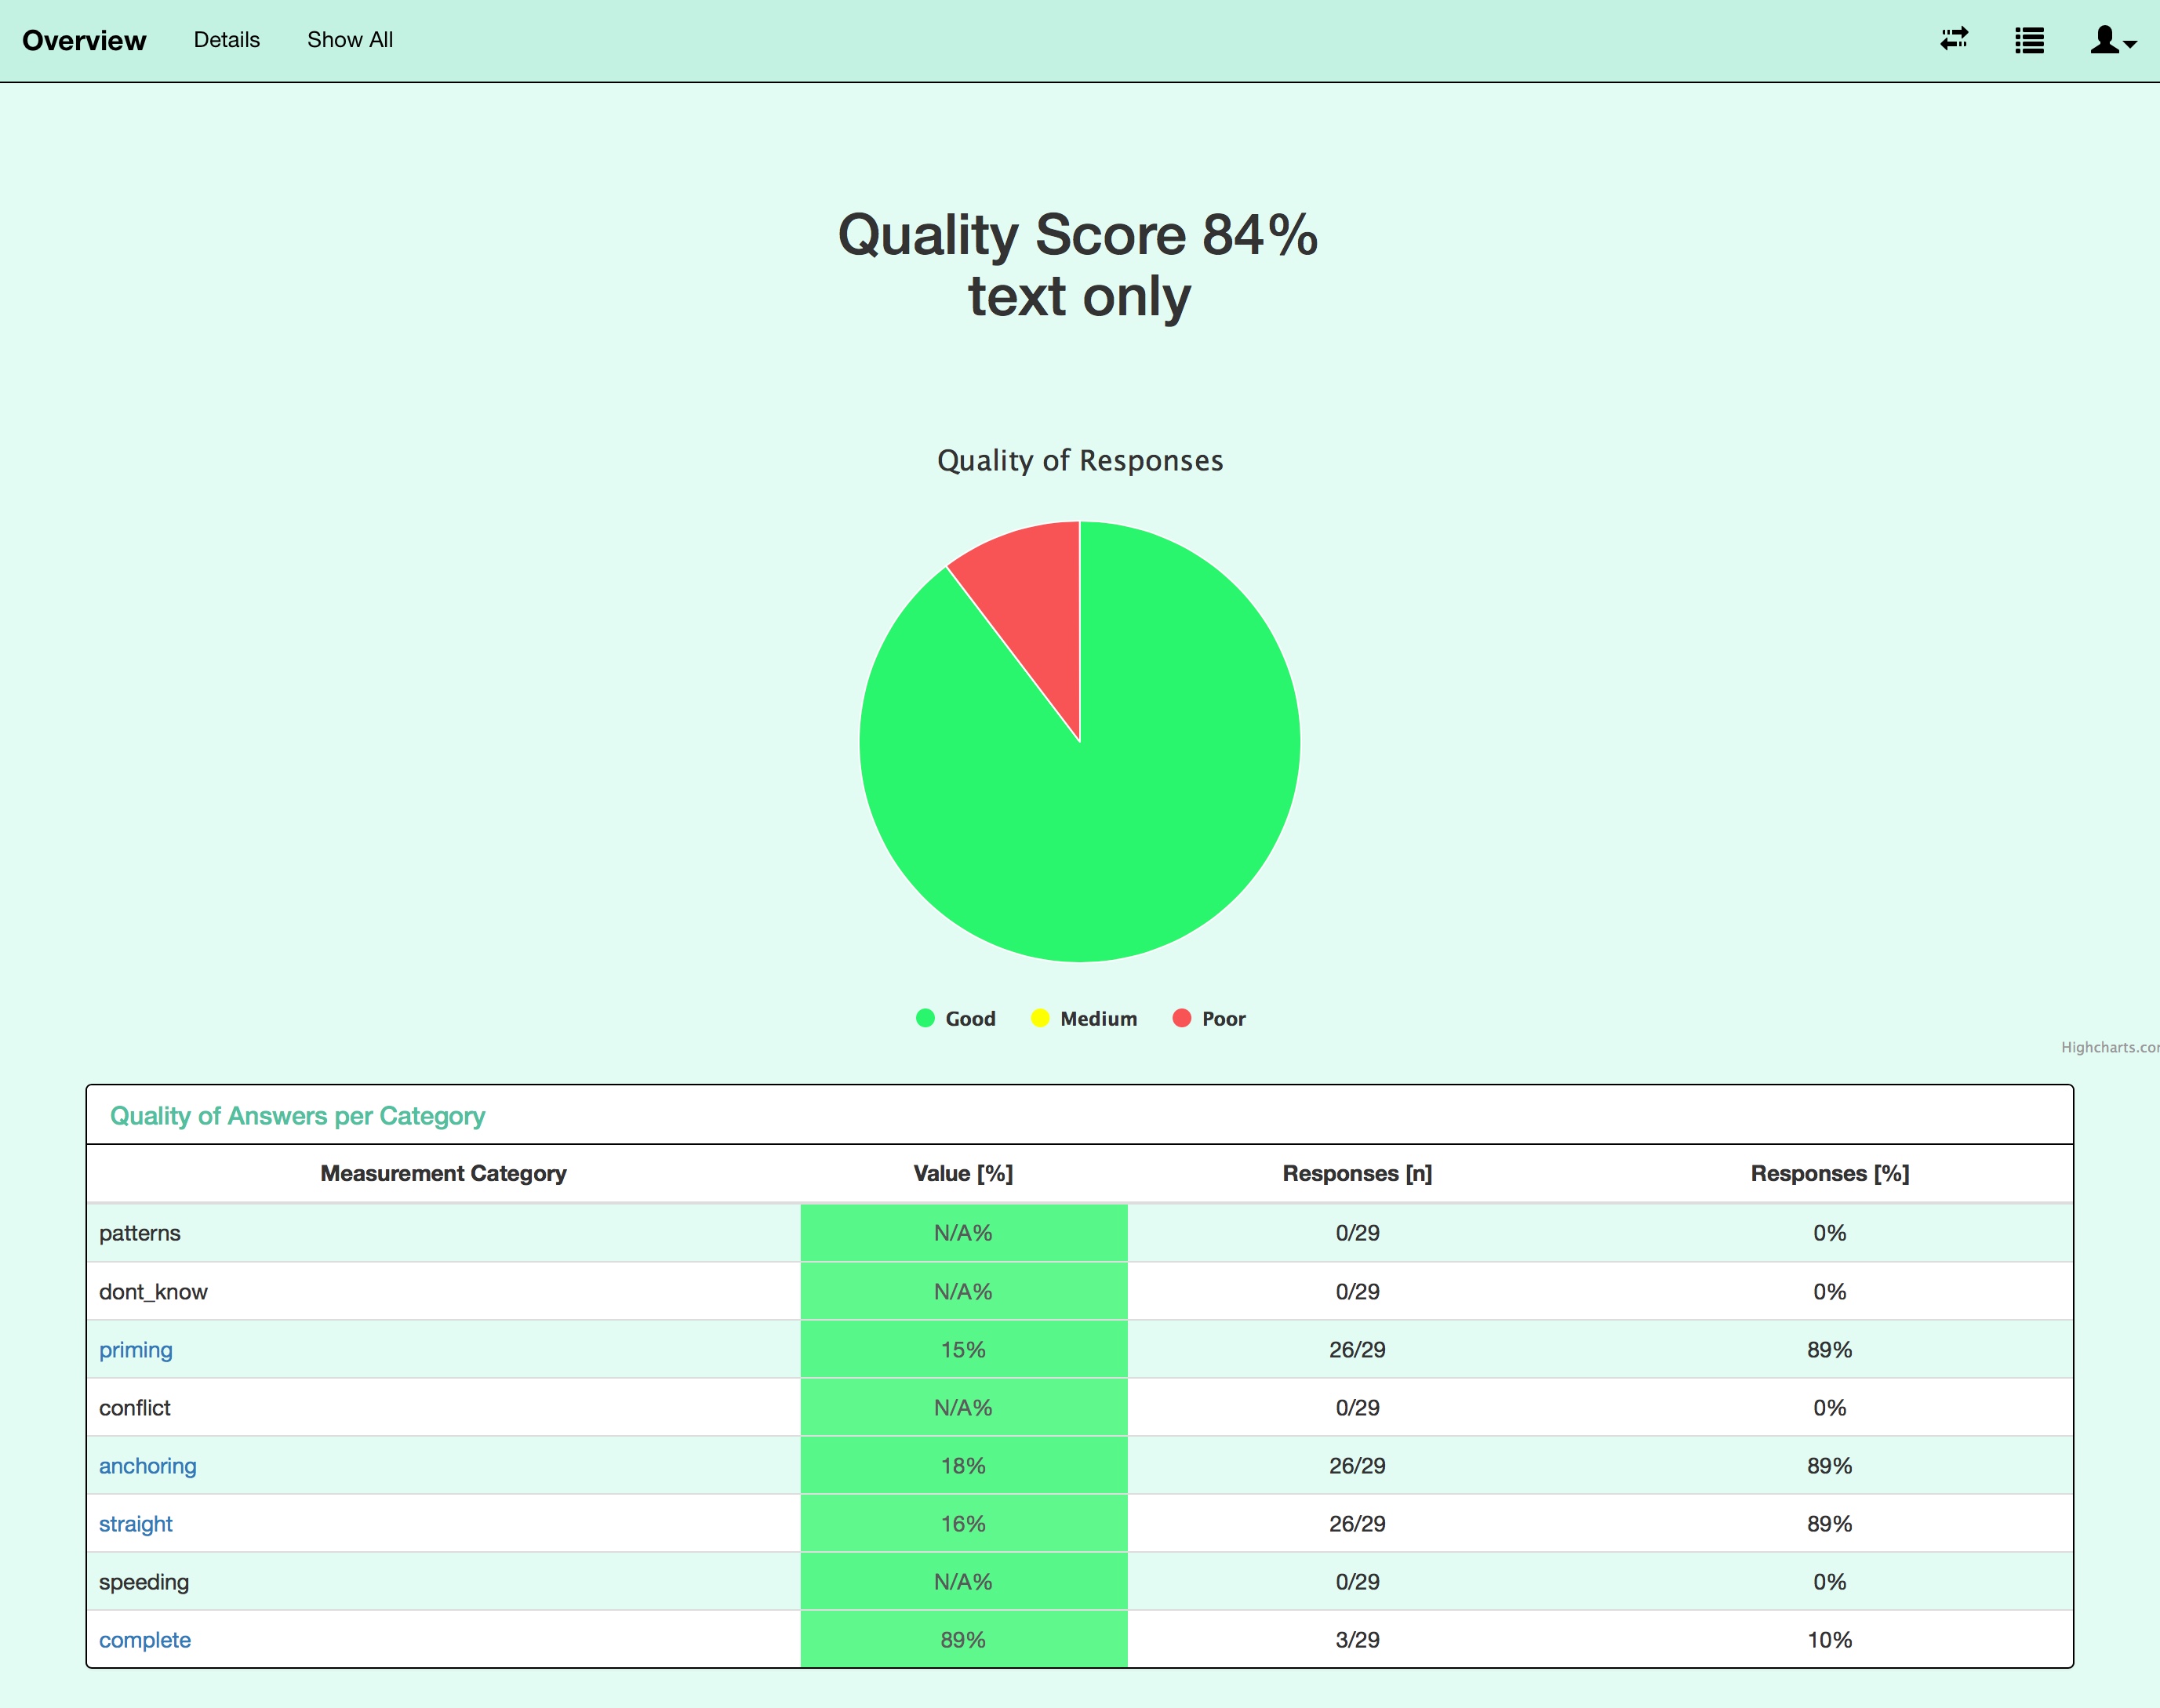 Overview Details Show All
Quality Score 84%
text only
Quality of Responses
Good Medium Poor
Highcharts.cor
Quality of Answers per Category
Measurement Category Value [%] Responses [n] Responses [%]
patterns N/A% 0/29 0%
dont_know N/A% 0/29 0%
priming 15% 26/29 89%
conflict N/A% 0/29 0%
anchoring 18% 26/29 89%
straight 16% 26/29 89%
speeding N/A% 0/29 0%
complete 89% 3/29 10%